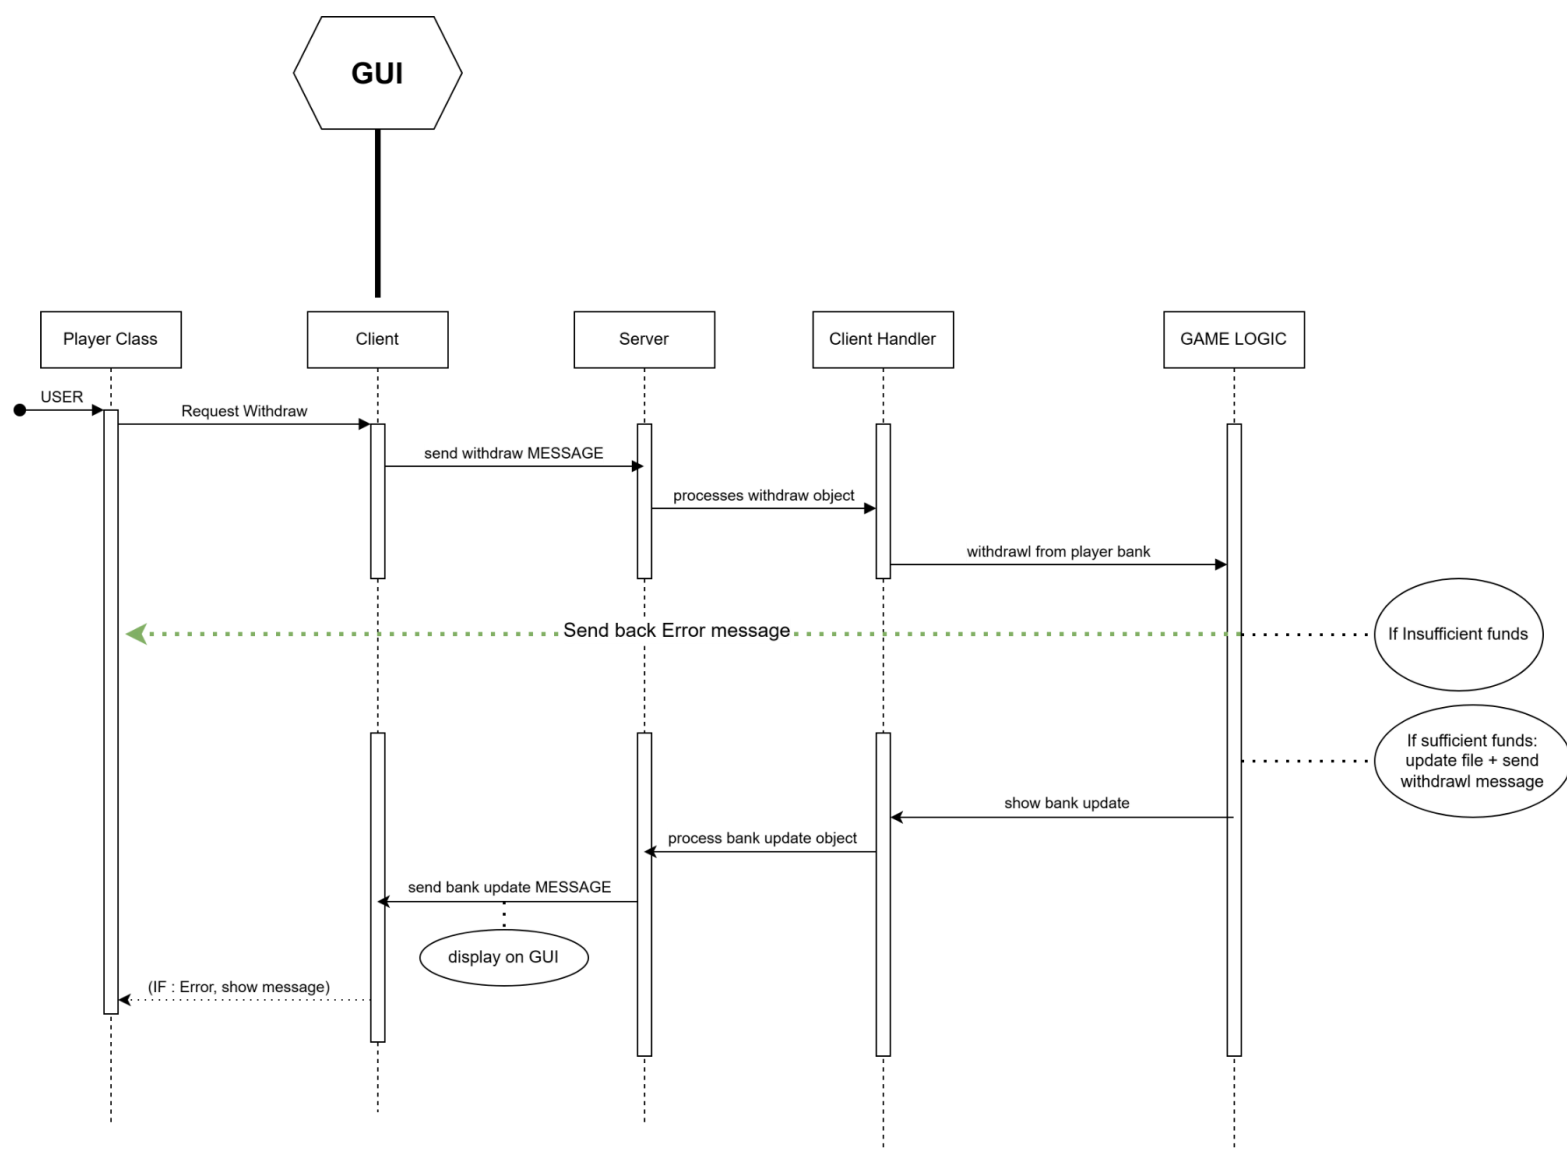 GUI
Player Class
Client
Server
Client Handler
GAME LOGIC
USER
Request Withdraw
send withdraw MESSAGE
processes withdraw object
withdrawl from player bank
Send back Error message
If Insufficient funds
If sufficient funds:
update file + send
withdrawl message
show bank update
process bank update object
send bank update MESSAGE
display on GUI
(IF : Error, show message)